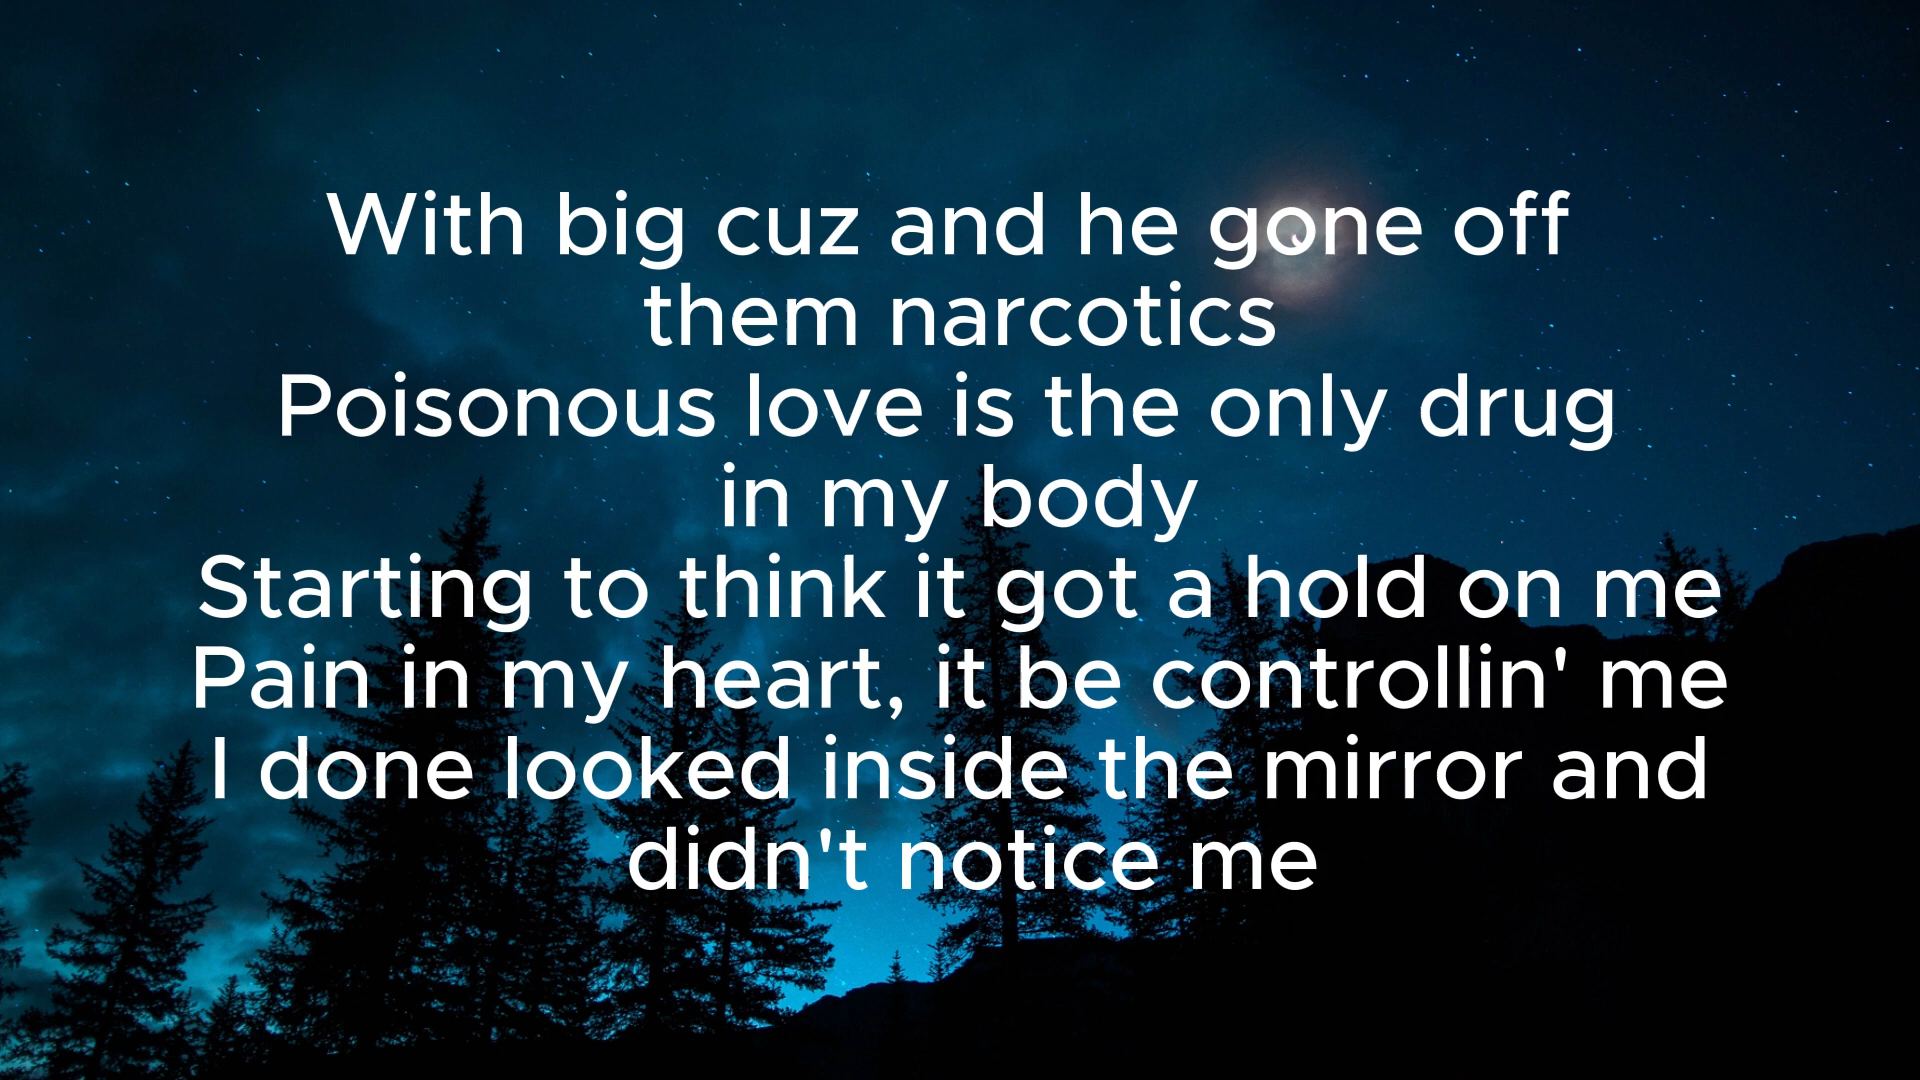 With big cuz and he gone off
them narcotics
Poisonous love is the only drug
in my body
Starting to think it got a hold on me
Pain in my heart, it be controllin' me
I done looked inside the mirror and
didn't notice me